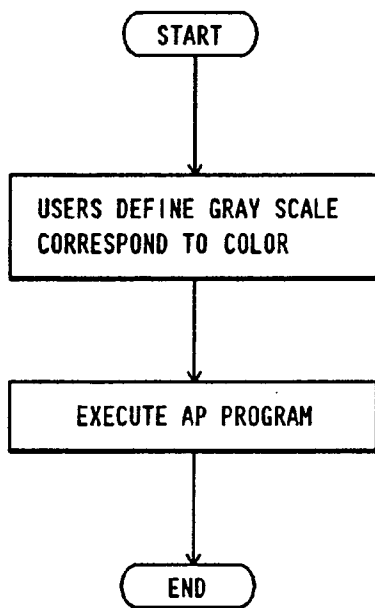 START
USERS DEFINE GRAY SCALE
CORRESPOND TO COLOR
EXECUTE AP PROGRAM
END